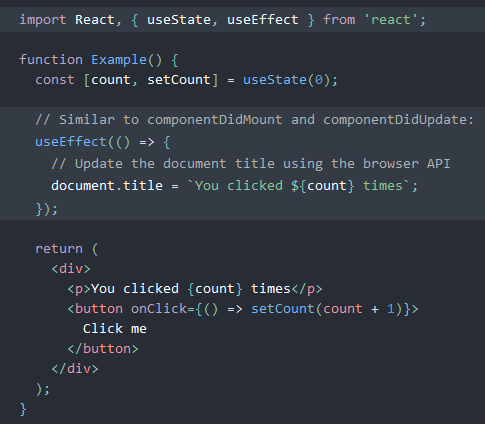 import React, { useState, useEffect } from 'react';

function Example() {
  const [count, setCount] = useState(0);

  // Similar to componentDidMount and componentDidUpdate:
  useEffect(() => {
    // Update the document title using the browser API
    document.title = `You clicked ${count} times`;
  });

  return (
    <div>
      <p>You clicked {count} times</p>
      <button onClick={() => setCount(count + 1)}>
        Click me
      </button>
    </div>
  );
}